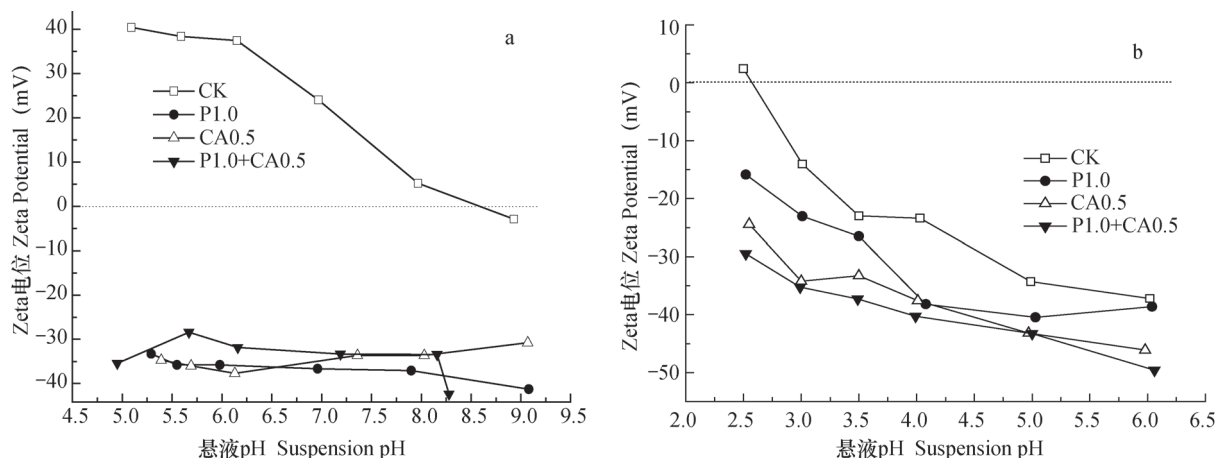 a
Zeta电位 Zeta Potential (mV)
40
30
20
10
0
−10
−20
−30
−40
CK
P1.0
CA0.5
P1.0+CA0.5
4.5 5.0 5.5 6.0 6.5 7.0 7.5 8.0 8.5 9.0 9.5
悬液pH Suspension pH
b
Zeta电位 Zeta Potential (mV)
10
0
−10
−20
−30
−40
−50
CK
P1.0
CA0.5
P1.0+CA0.5
2.0 2.5 3.0 3.5 4.0 4.5 5.0 5.5 6.0 6.5
悬液pH Suspension pH